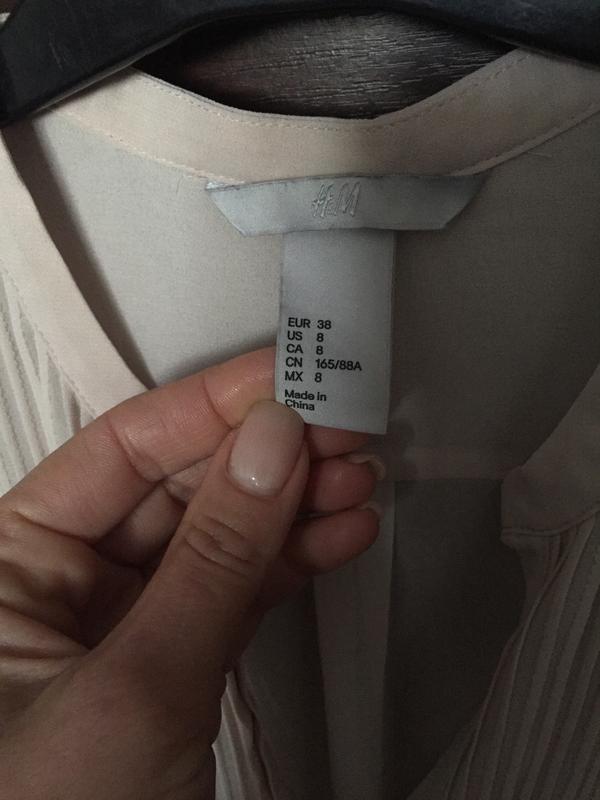 H&M
EUR 38
US 8
CA 8
CN 165/88A
MX 8
Made in
China